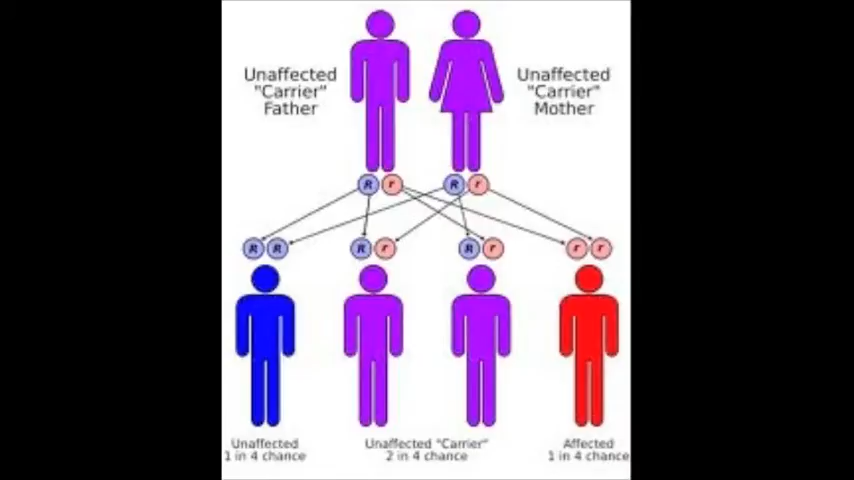 Unaffected
"Carrier"
Father
Unaffected
"Carrier"
Mother
R r R r
R R R r R r r r
Unaffected
1 in 4 chance
Unaffected "Carrier"
2 in 4 chance
Affected
1 in 4 chance